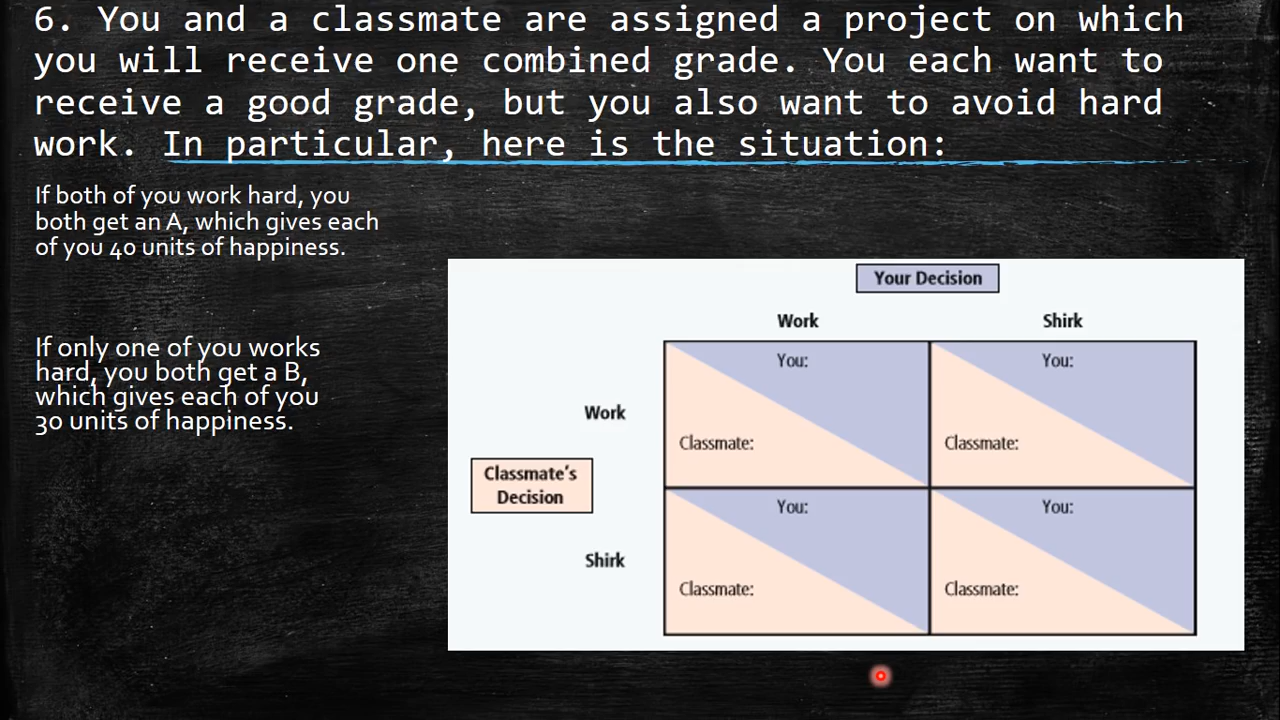 6. You and a classmate are assigned a project on which
you will receive one combined grade. You each want to
receive a good grade, but you also want to avoid hard
work. In particular, here is the situation:
If both of you work hard, you
both get an A, which gives each
of you 40 units of happiness.
If only one of you works
hard, you both get a B,
which gives each of you
30 units of happiness.
Your Decision
Work Shirk
You: You:
Work
Classmate: Classmate:
Classmate's
Decision
You: You:
Shirk
Classmate: Classmate: